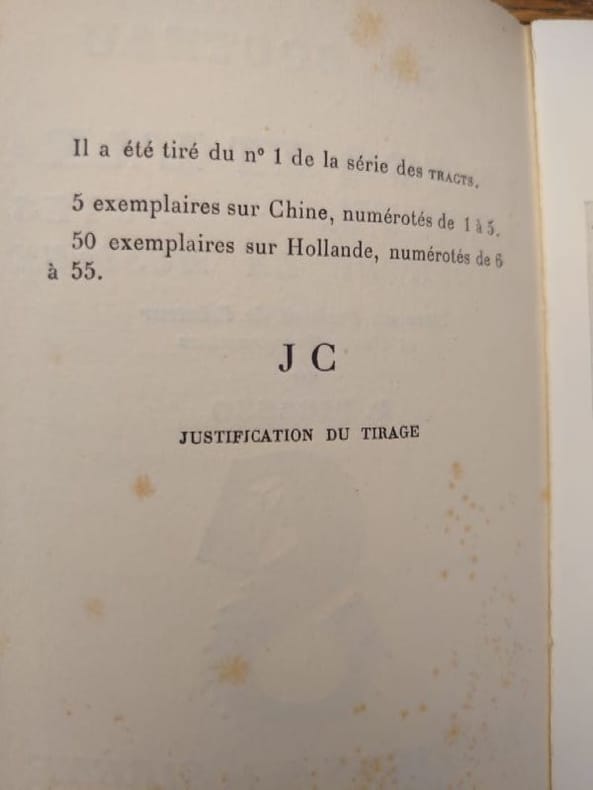 Il a été tiré du nº 1 de la série des TRACTS.
5 exemplaires sur Chine, numérotés de 1 à 5.
50 exemplaires sur Hollande, numérotés de 6
à 55.
J C
JUSTIFICATION DU TIRAGE